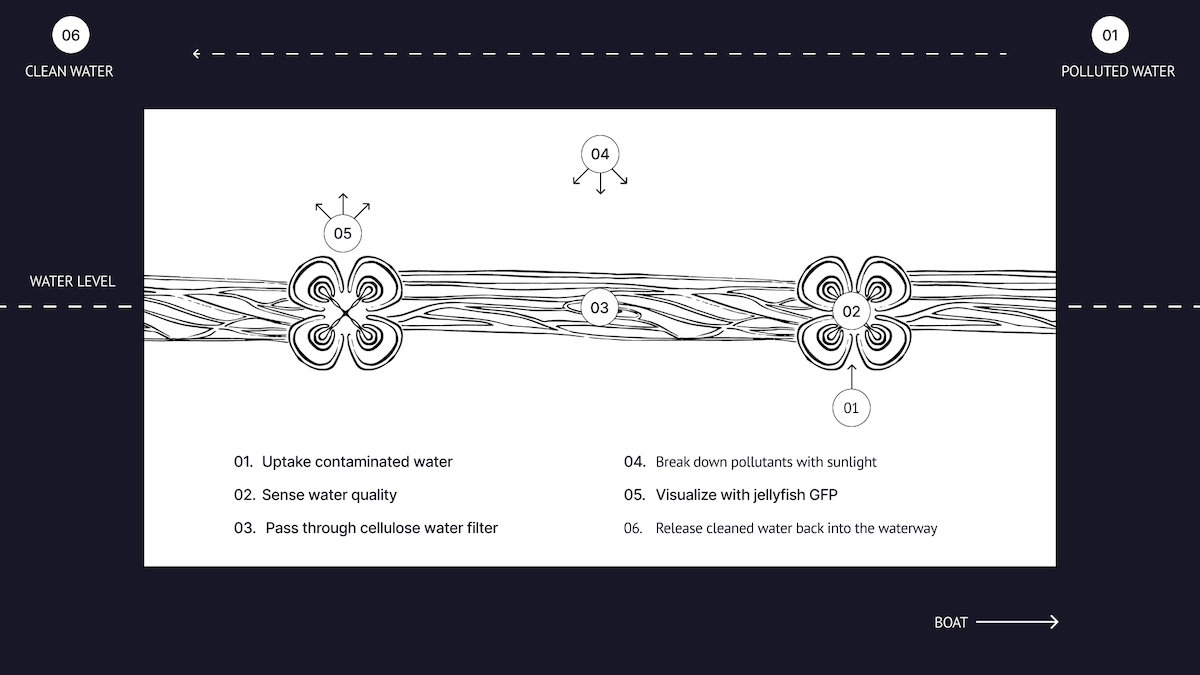 06
01
CLEAN WATER
POLLUTED WATER
04
05
WATER LEVEL
03
02
01
01. Uptake contaminated water
02. Sense water quality
03. Pass through cellulose water filter
04. Break down pollutants with sunlight
05. Visualize with jellyfish GFP
06. Release cleaned water back into the waterway
BOAT